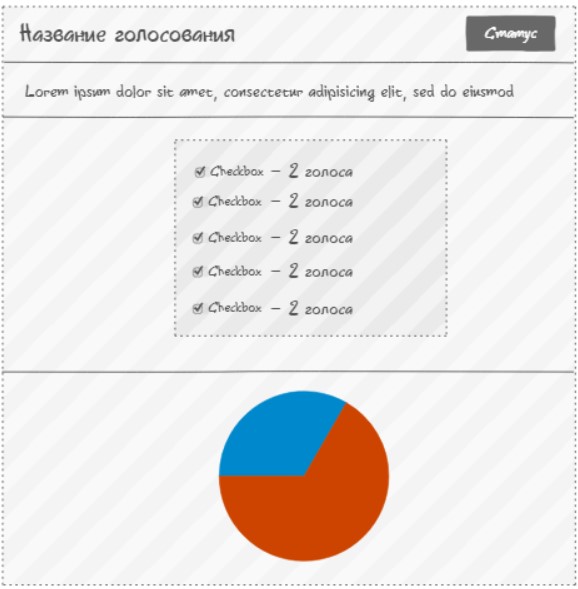 Название голосования
Статус
Lorem ipsum dolor sit amet, consectetur adipisicing elit, sed do eiusmod
Checkbox – 2 голоса
Checkbox – 2 голоса
Checkbox – 2 голоса
Checkbox – 2 голоса
Checkbox – 2 голоса